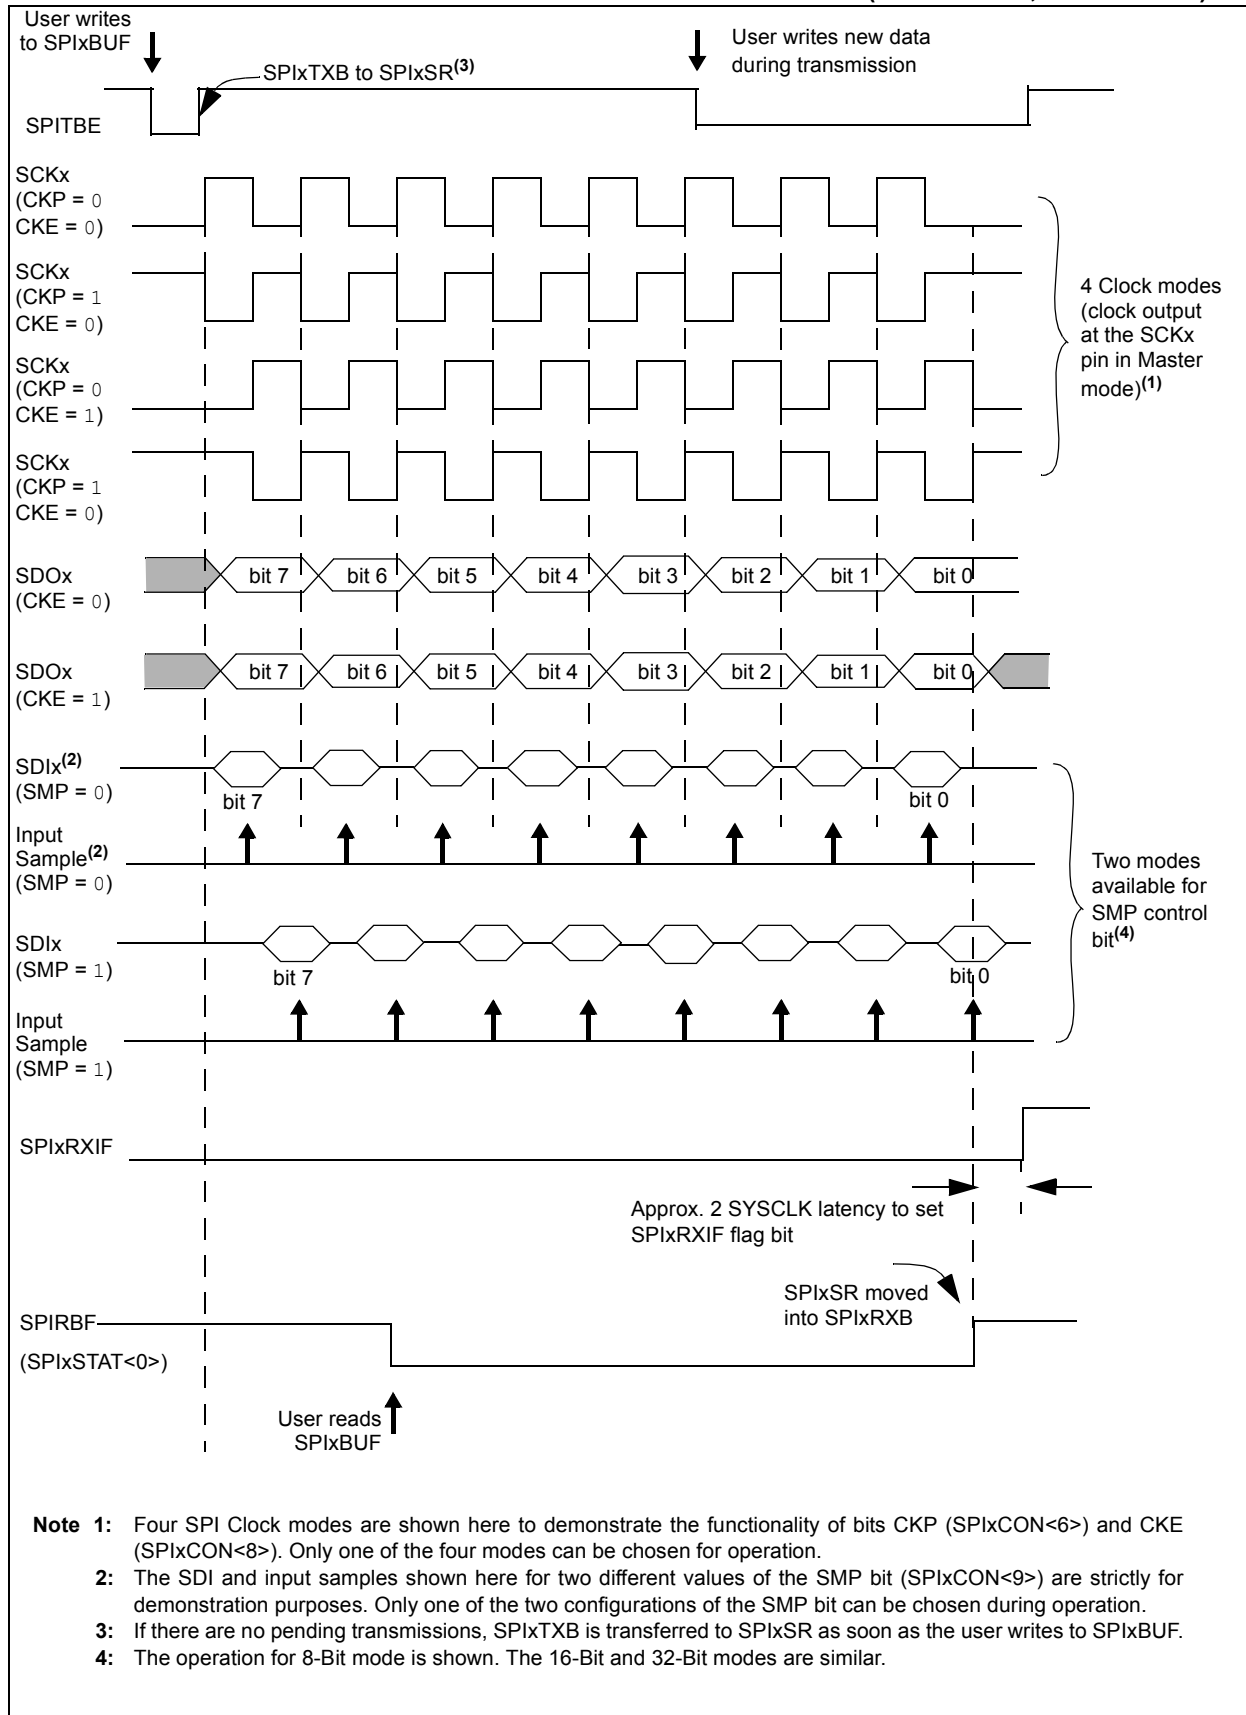 User writes
to SPIxBUF
User writes new data
during transmission
SPIxTXB to SPIxSR(3)
SPITBE
SCKx
(CKP = 0
CKE = 0)
SCKx
(CKP = 1
CKE = 0)
SCKx
(CKP = 0
CKE = 1)
SCKx
(CKP = 1
CKE = 0)
4 Clock modes
(clock output
at the SCKx
pin in Master
mode)(1)
SDOx
(CKE = 0)
bit 7 bit 6 bit 5 bit 4 bit 3 bit 2 bit 1 bit 0
SDOx
(CKE = 1)
bit 7 bit 6 bit 5 bit 4 bit 3 bit 2 bit 1 bit 0
SDIx(2)
(SMP = 0)
bit 7 bit 0
Input
Sample(2)
(SMP = 0)
SDIx
(SMP = 1)
bit 7 bit 0
Input
Sample
(SMP = 1)
Two modes
available for
SMP control
bit(4)
SPIxRXIF
Approx. 2 SYSCLK latency to set
SPIxRXIF flag bit
SPIxSR moved
into SPIxRXB
SPIRBF
(SPIxSTAT<0>)
User reads
SPIxBUF
Note 1: Four SPI Clock modes are shown here to demonstrate the functionality of bits CKP (SPIxCON<6>) and CKE
(SPIxCON<8>). Only one of the four modes can be chosen for operation.
2: The SDI and input samples shown here for two different values of the SMP bit (SPIxCON<9>) are strictly for
demonstration purposes. Only one of the two configurations of the SMP bit can be chosen during operation.
3: If there are no pending transmissions, SPIxTXB is transferred to SPIxSR as soon as the user writes to SPIxBUF.
4: The operation for 8-Bit mode is shown. The 16-Bit and 32-Bit modes are similar.